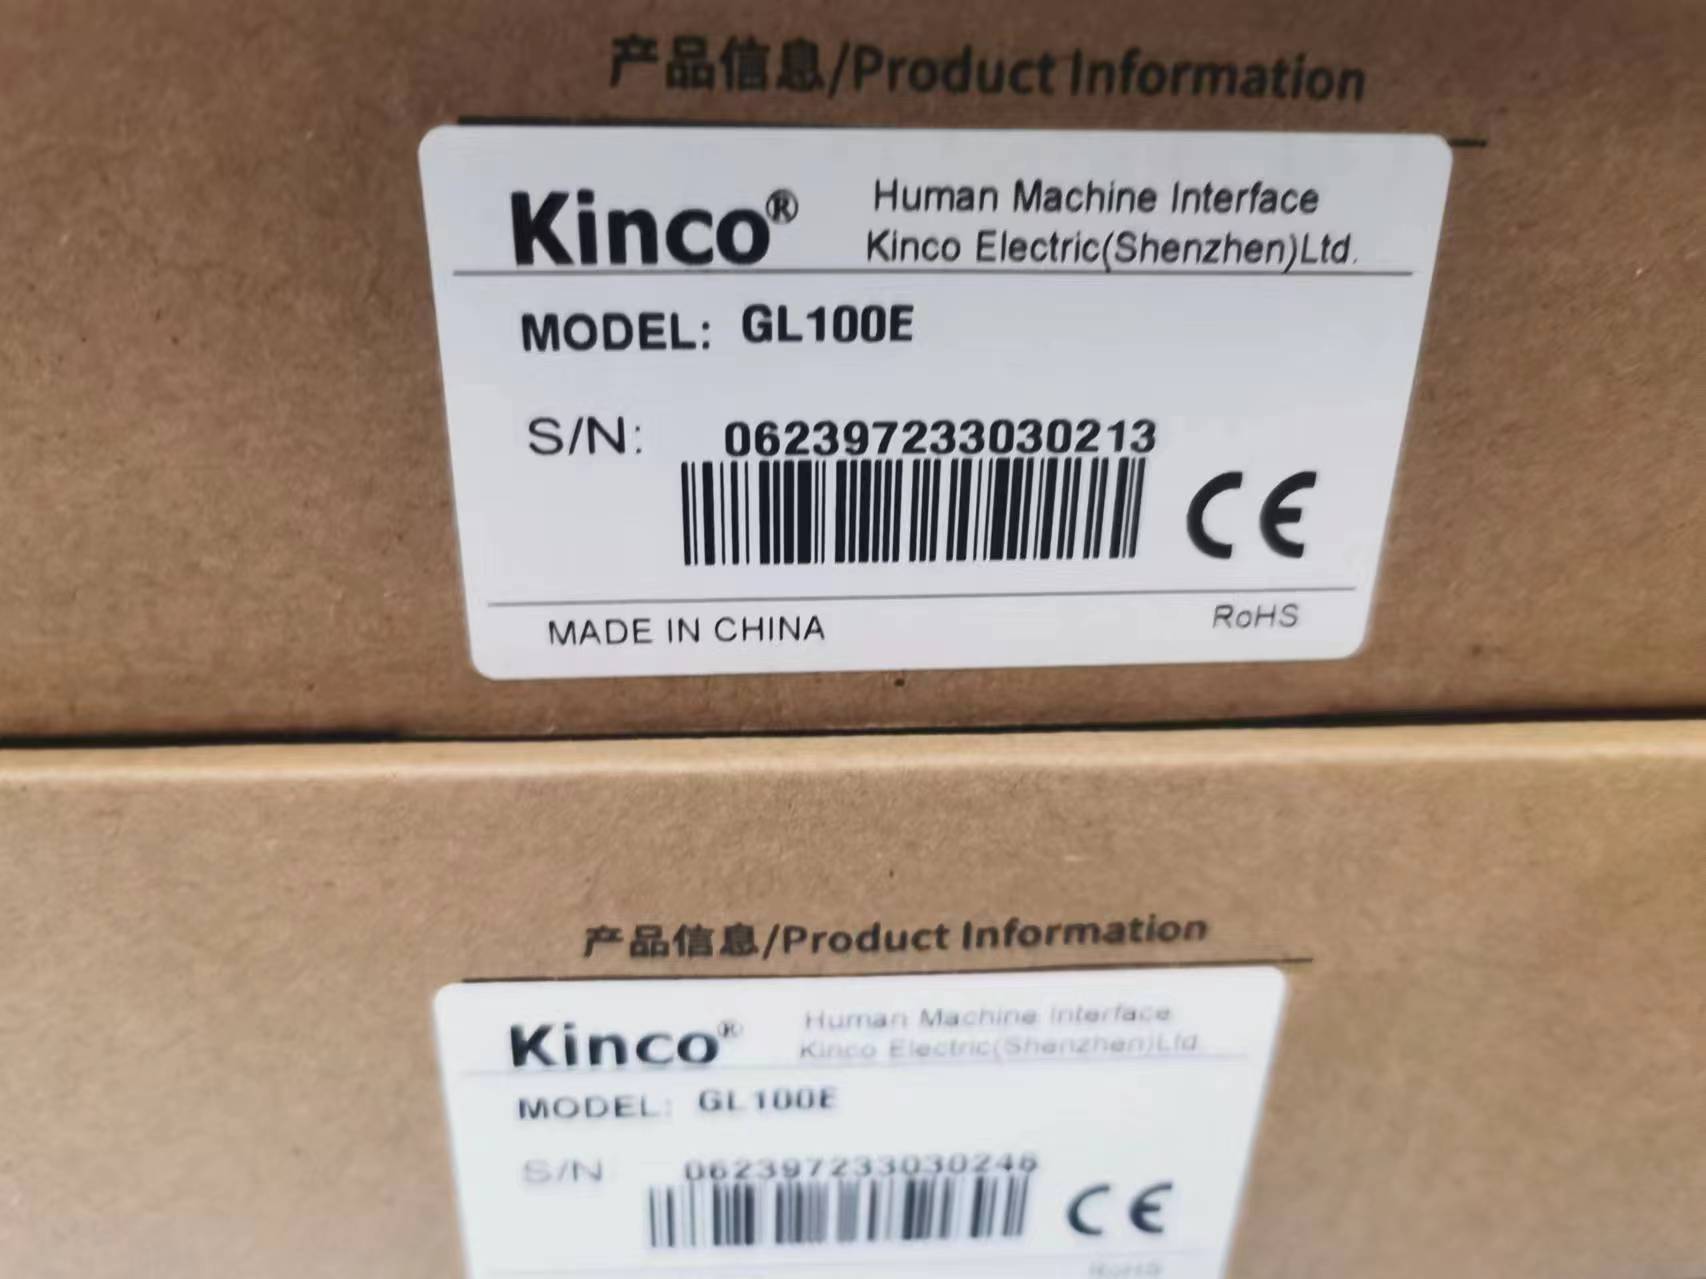 产品信息/Product Information
Kinco®
Human Machine Interface
Kinco Electric(Shenzhen)Ltd.
MODEL: GL100E
S/N: 062397233030213
CE
MADE IN CHINA
RoHS
产品信息/Product Information
Kinco®
Human Machine Interface
Kinco Electric(Shenzhen)Ltd.
MODEL: GL100E
S/N 062397233030246
CE
RoHS